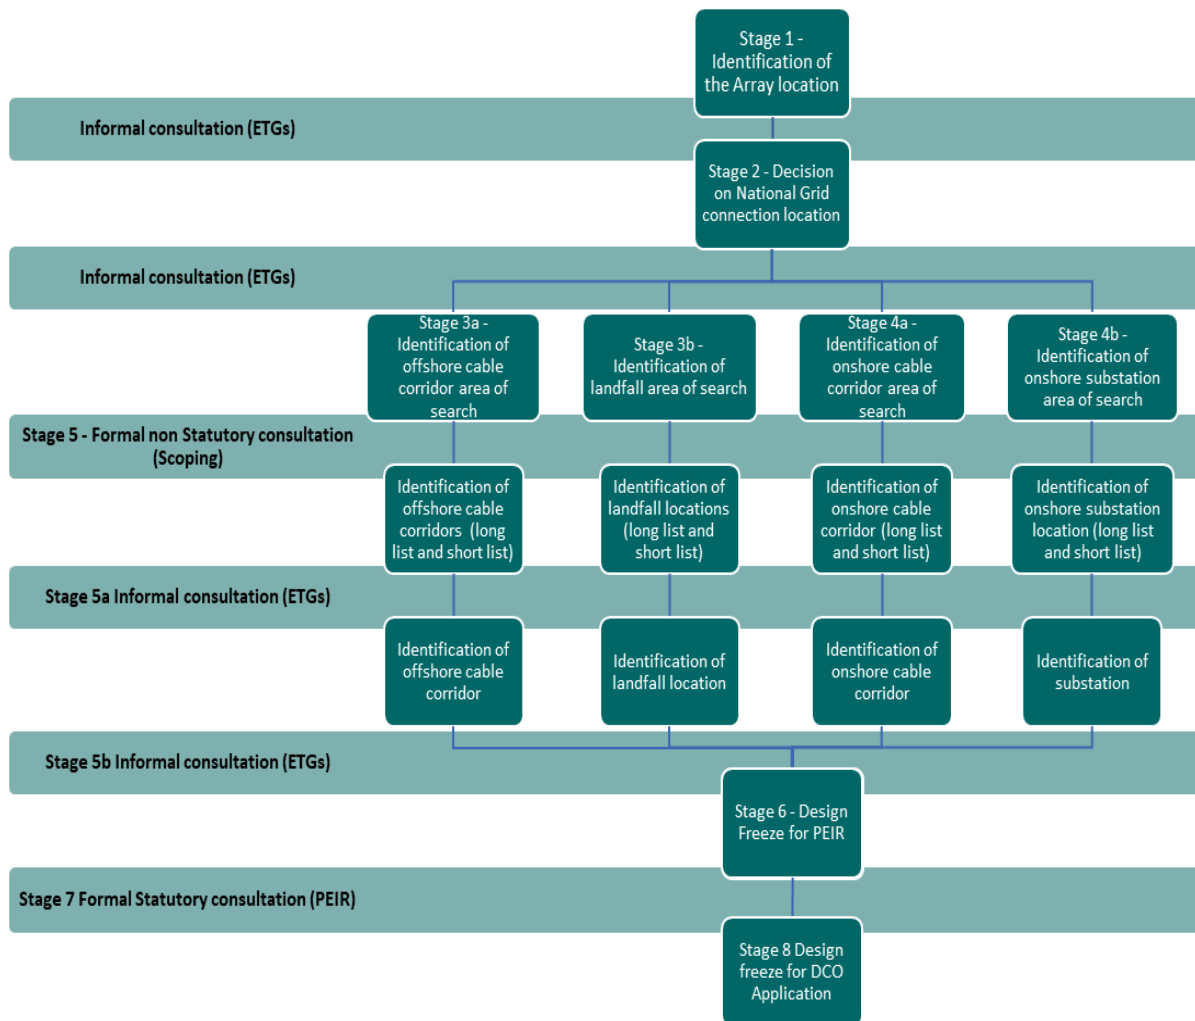 Stage 1 -
Identification of
the Array location
Informal consultation (ETGs)
Stage 2 - Decision
on National Grid
connection location
Informal consultation (ETGs)
Stage 3a -
Identification of
offshore cable
corridor area of
search
Stage 3b -
Identification of
landfall area of search
Stage 4a -
Identification of
onshore cable
corridor area of
search
Stage 4b -
Identification of
onshore substation
area of search
Stage 5 - Formal non Statutory consultation
(Scoping)
Identification of
offshore cable
corridors (long
list and short list)
Identification of
landfall locations
(long list and
short list)
Identification of
onshore cable
corridor (long list
and short list)
Identification of
onshore substation
location (long list
and short list)
Stage 5a Informal consultation (ETGs)
Identification of
offshore cable
corridor
Identification of
landfall location
Identification of
onshore cable
corridor
Identification of
substation
Stage 5b Informal consultation (ETGs)
Stage 6 - Design
Freeze for PEIR
Stage 7 Formal Statutory consultation (PEIR)
Stage 8 Design
freeze for DCO
Application